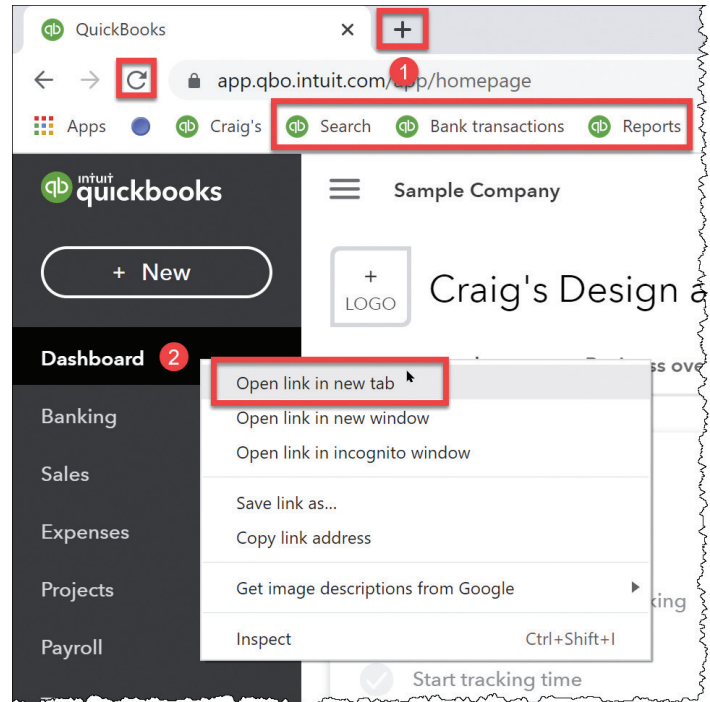 QuickBooks
1
app.qbo.intuit.com/app/homepage
Apps Craig's Search Bank transactions Reports
intuit
quickbooks
Sample Company
+ New
+
LOGO
Craig's Design a
Dashboard 2
ss ove
Open link in new tab
Banking
Open link in new window
Open link in incognito window
Sales
Save link as...
Expenses
Copy link address
Projects
Get image descriptions from Google
king
Payroll
Inspect Ctrl+Shift+I
Start tracking time